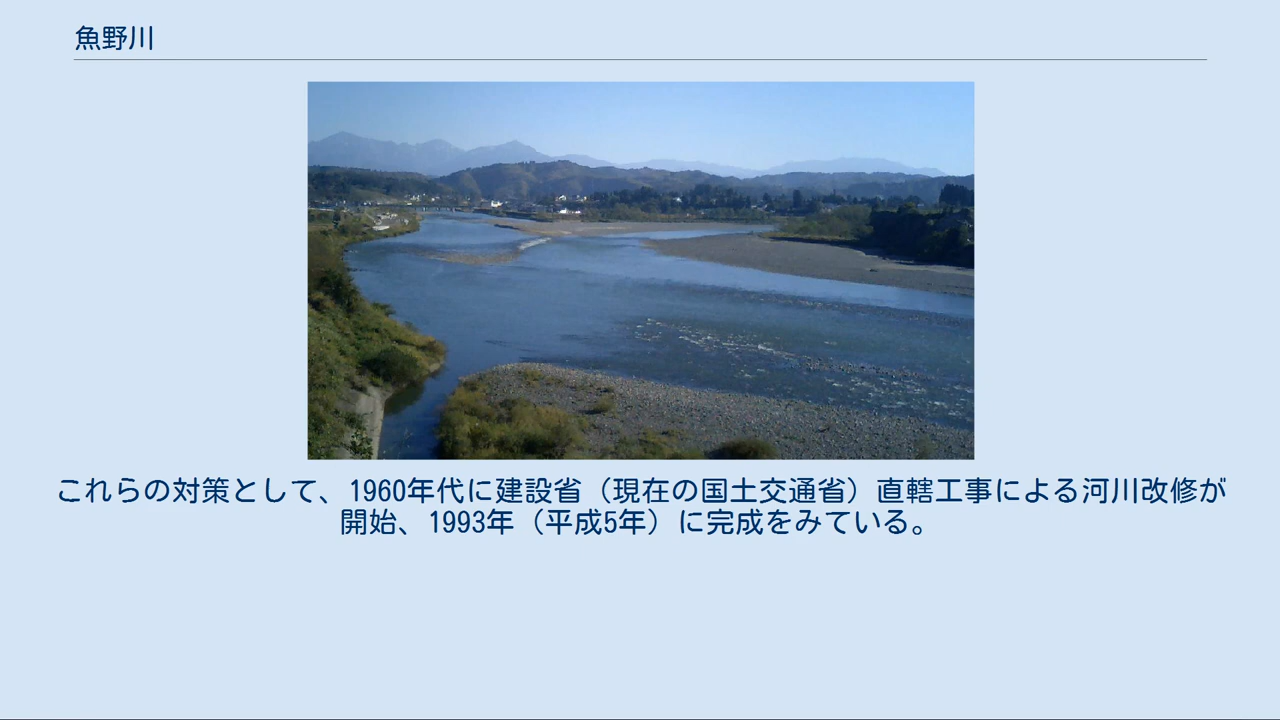 魚野川
これらの対策として、1960年代に建設省（現在の国土交通省）直轄工事による河川改修が
開始、1993年（平成5年）に完成をみている。